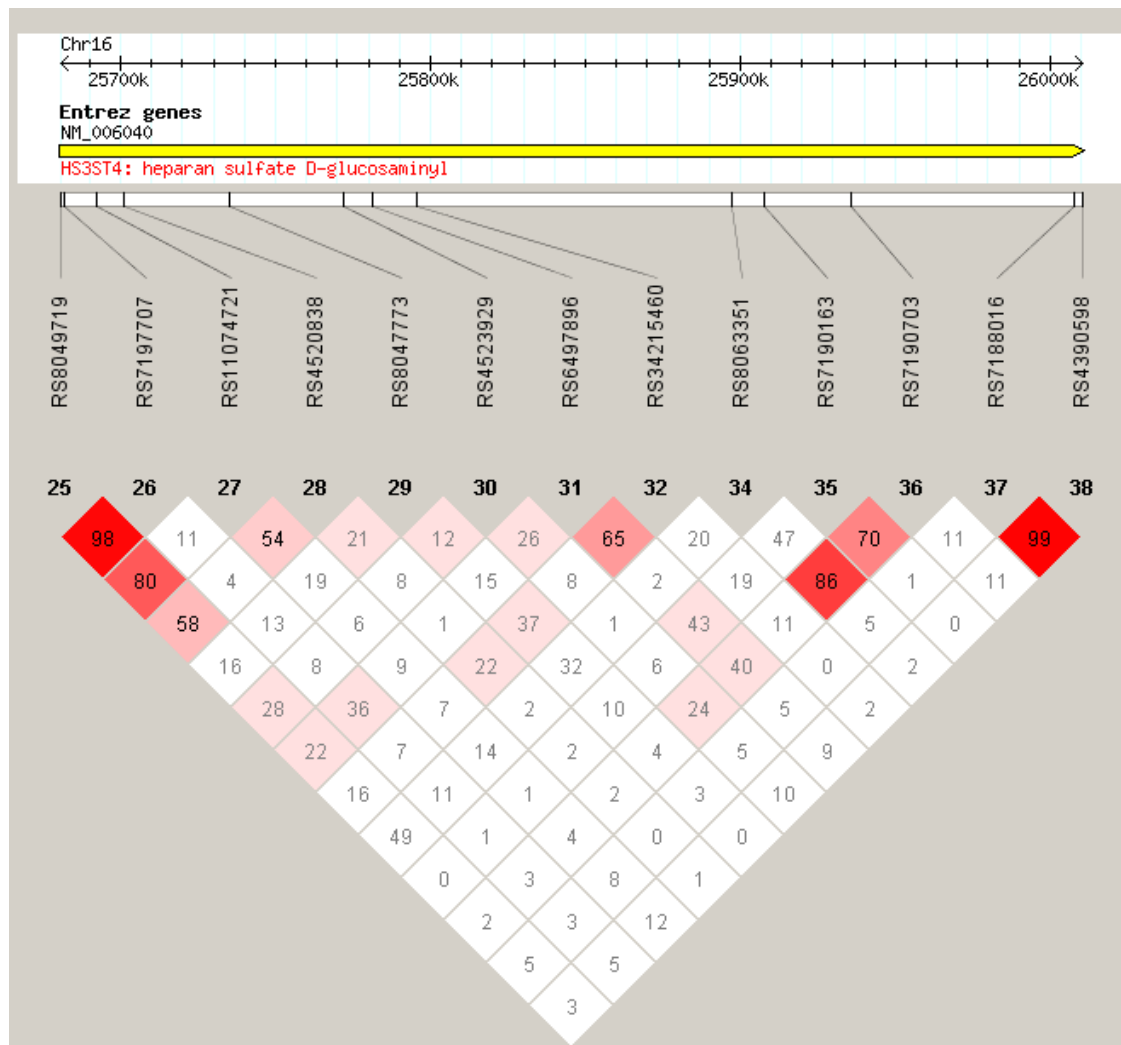 Chr16
25700k 25800k 25900k 26000k
Entrez genes
NM_006040
HS3ST4: heparan sulfate D-glucosaminyl
RS8049719
RS7197707
RS11074721
RS4520838
RS8047773
RS4523929
RS6497896
RS34215460
RS8063351
RS7190163
RS7190703
RS7188016
RS4390598
25 26 27 28 29 30 31 32 34 35 36 37 38
98 11 54 21 12 26 65 20 47 70 11 99
80 4 19 8 15 8 2 19 86 1 11
58 13 6 1 37 1 43 11 5 0
16 8 9 22 32 6 40 0 2
28 36 7 2 10 24 5 2
22 7 14 2 4 5 9
16 11 1 2 3 10
49 1 4 0 0
0 3 8 1
2 3 12
5 5
3